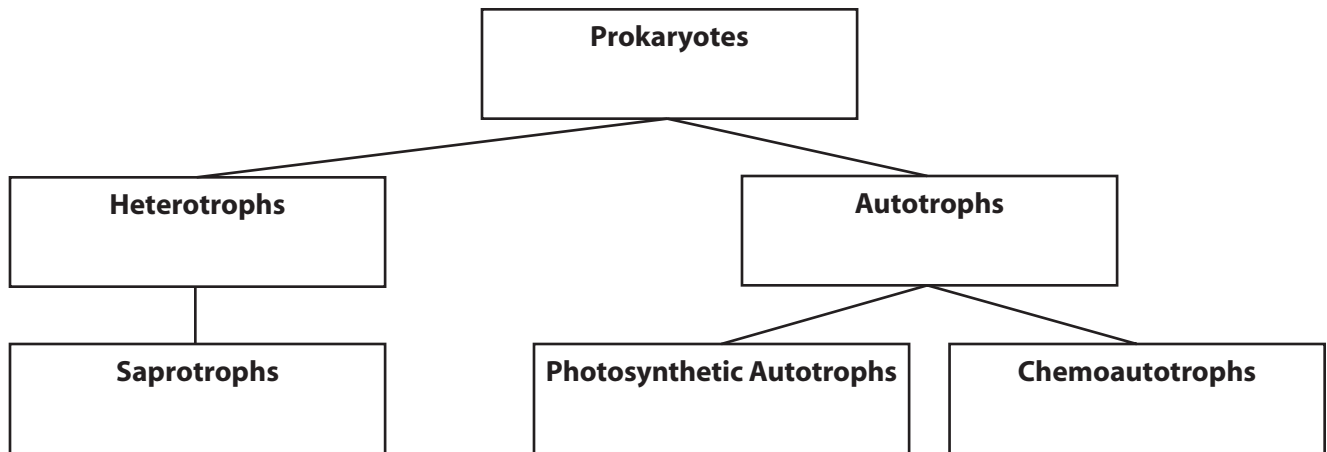 Prokaryotes
Heterotrophs
Autotrophs
Saprotrophs
Photosynthetic Autotrophs
Chemoautotrophs